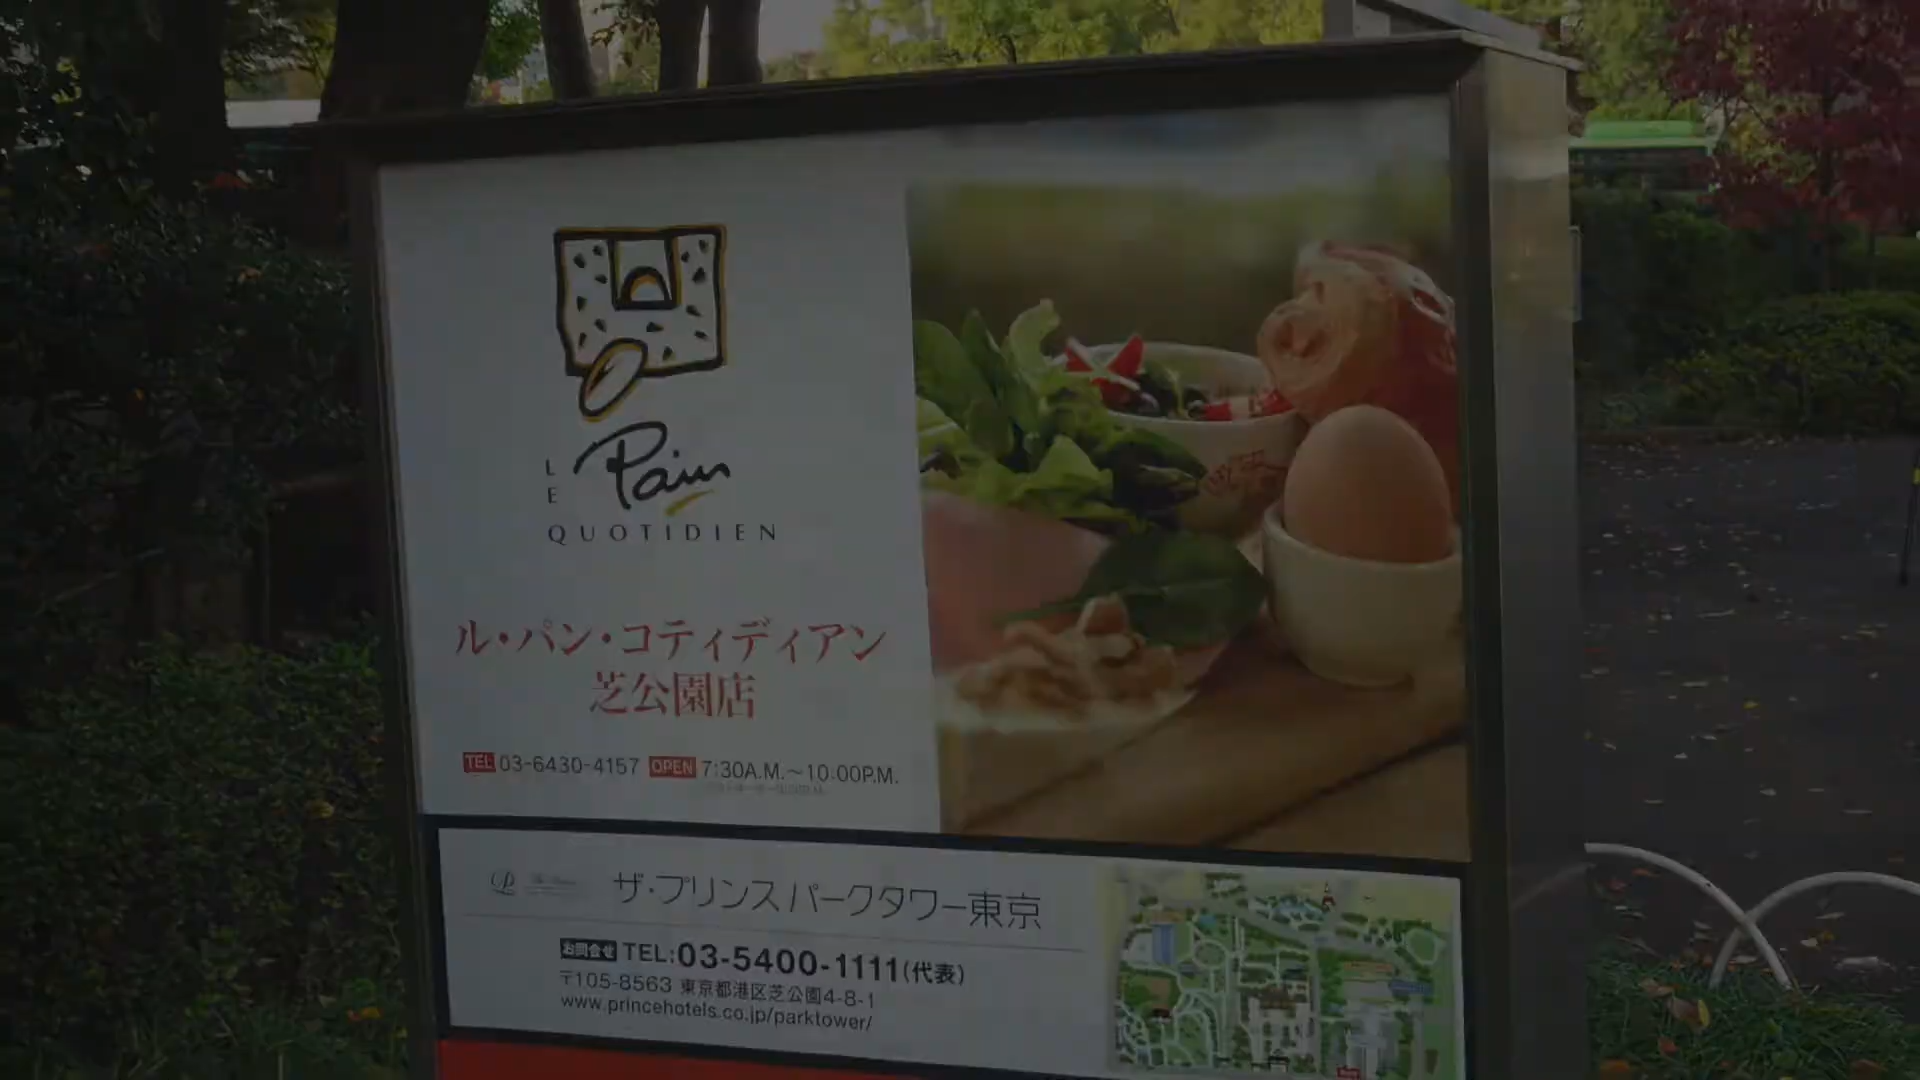 LE Pain
QUOTIDIEN
ル・パン・コティディアン
芝公園店
TEL 03-6430-4157 OPEN 7:30A.M.～10:00P.M.
ザ・プリンス パークタワー東京
お問合せ TEL:03-5400-1111(代表)
〒105-8563 東京都港区芝公園4-8-1
www.princehotels.co.jp/parktower/